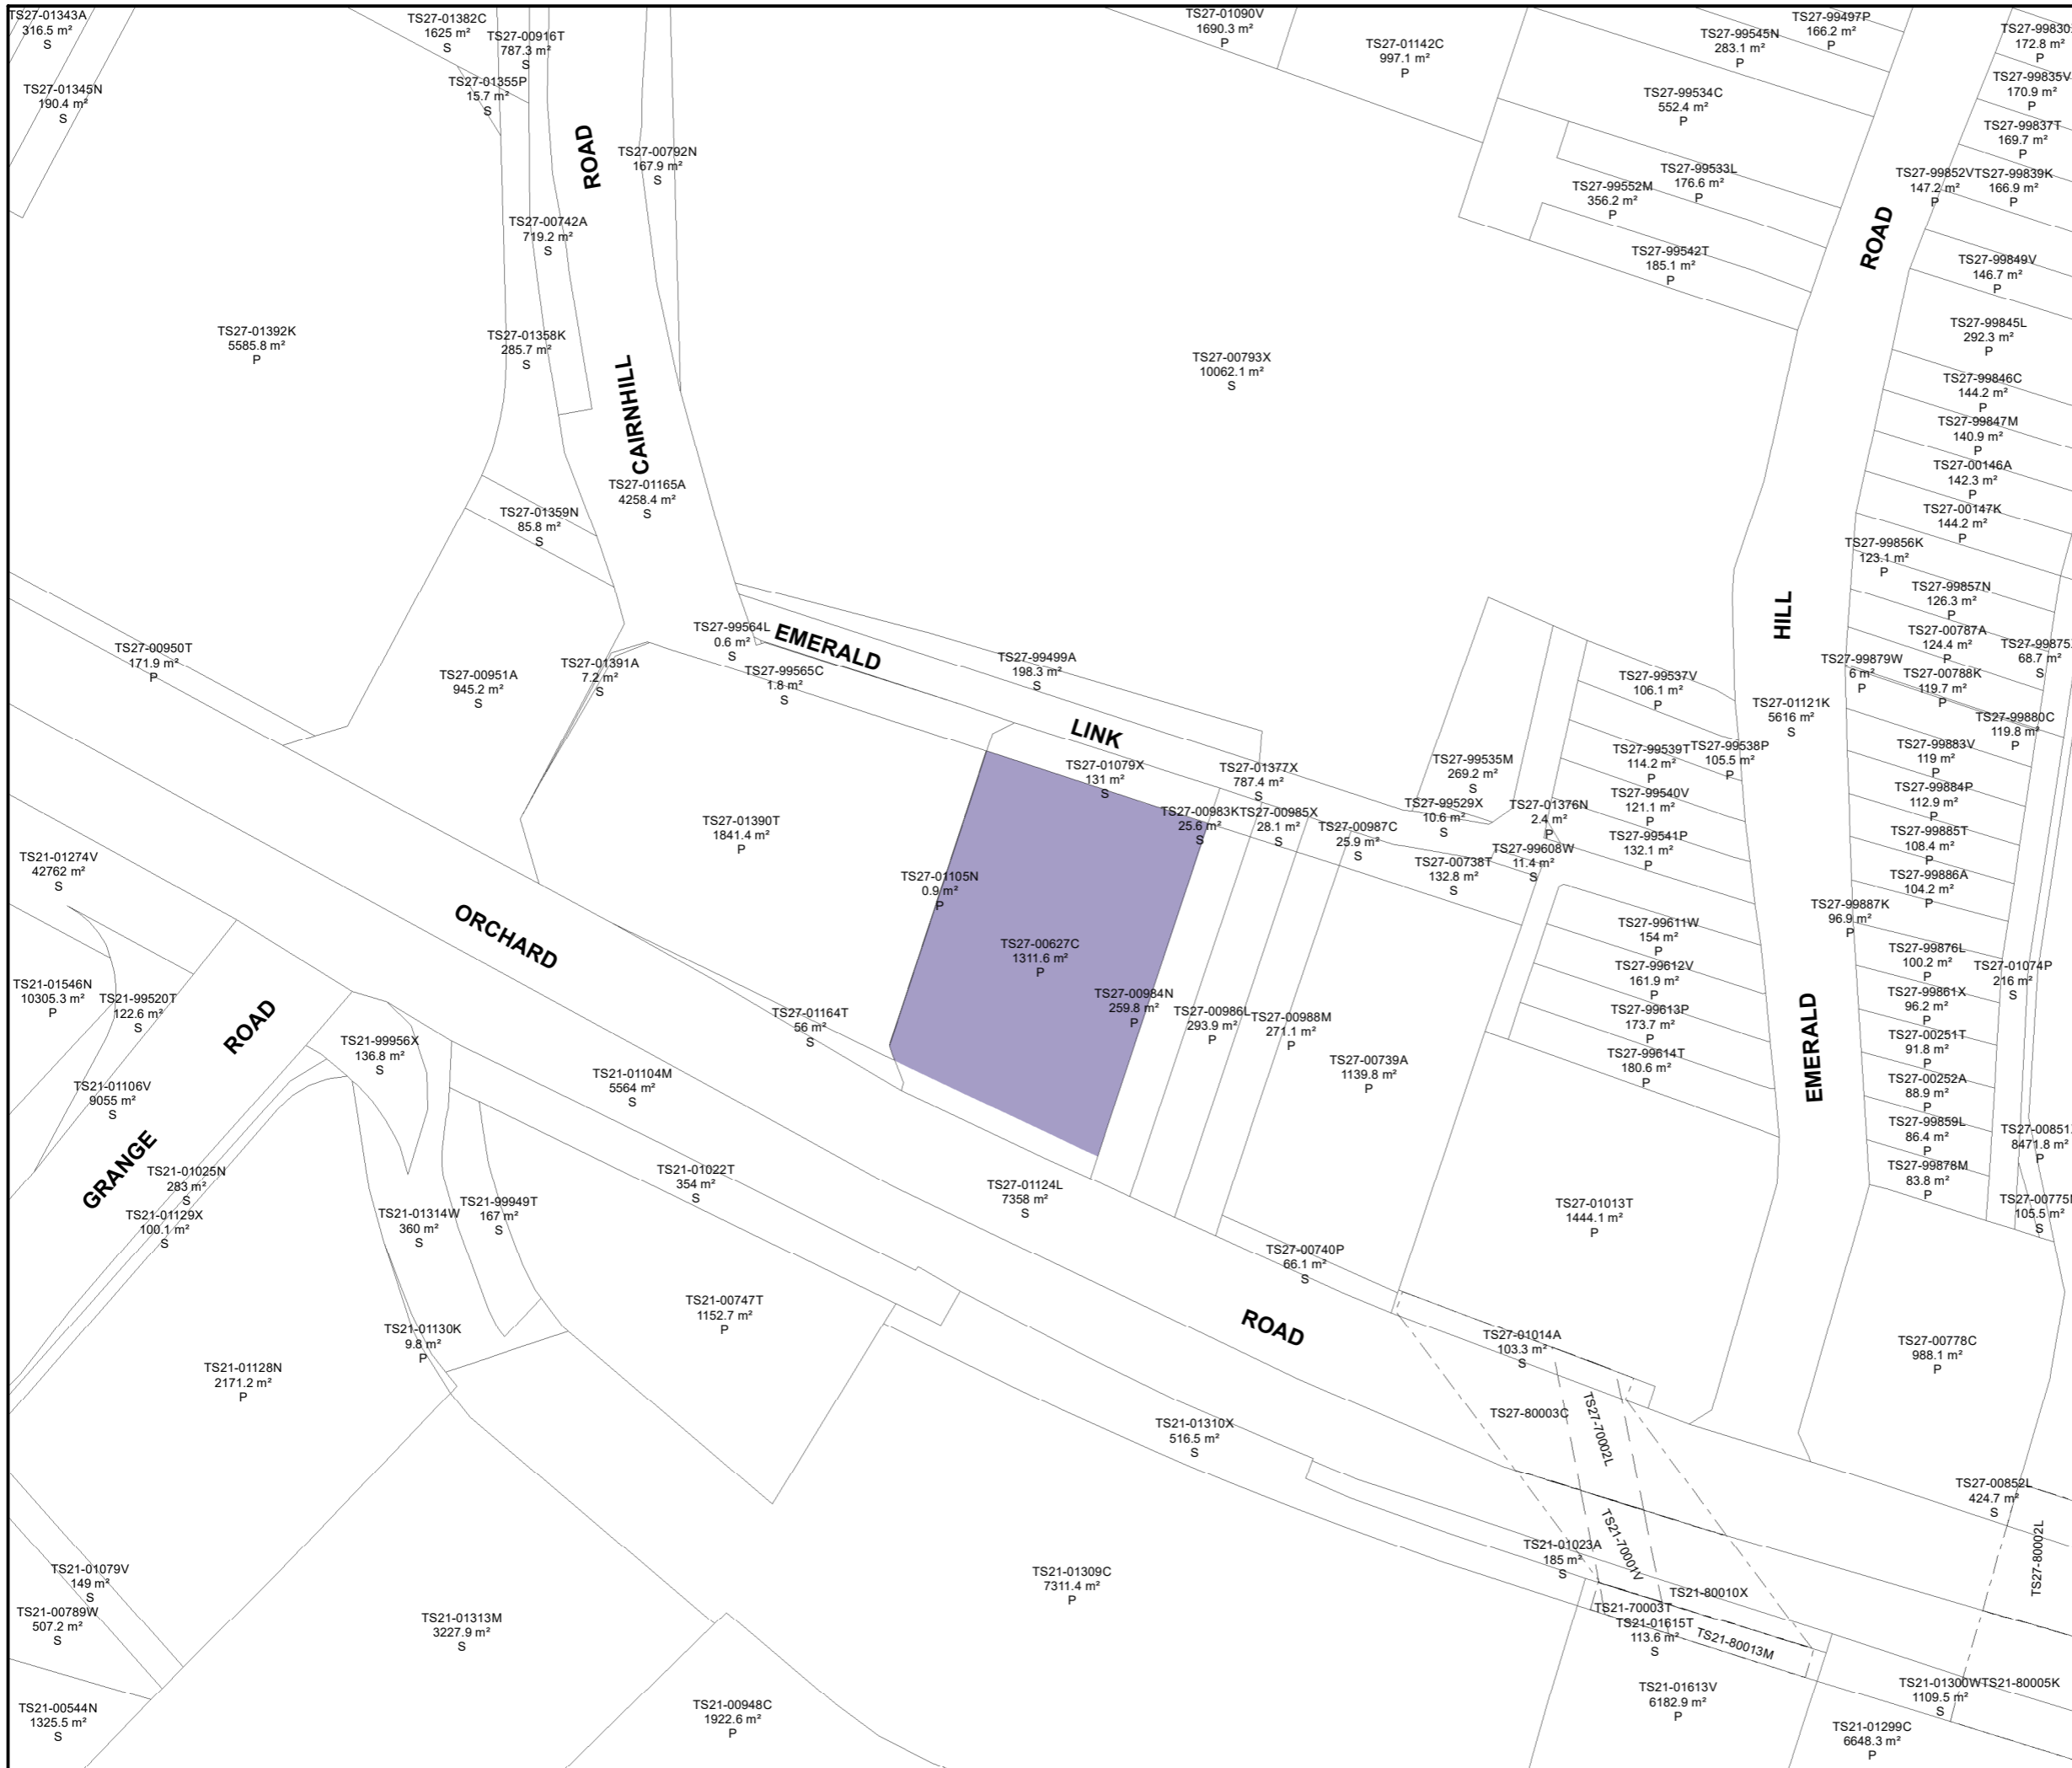 TS27-01343A
316.5 m²
S
TS27-01382C
1625 m²
S
TS27-00916T
787.3 m²
S
TS27-01090V
1690.3 m²
P
TS27-01142C
997.1 m²
P
TS27-99545N
283.1 m²
P
TS27-99497P
166.2 m²
P
TS27-99830
172.8 m²
P
TS27-01345N
190.4 m²
S
TS27-01355P
15.7 m²
S
TS27-99534C
552.4 m²
P
TS27-99835V
170.9 m²
P
TS27-99837T
169.7 m²
P
ROAD
TS27-00792N
167.9 m²
S
TS27-99533L
176.6 m²
P
TS27-99552M
356.2 m²
P
TS27-99852V
147.2 m²
P
TS27-99839K
166.9 m²
P
ROAD
TS27-00742A
719.2 m²
S
TS27-99542T
185.1 m²
P
TS27-99849V
146.7 m²
P
TS27-01392K
5585.8 m²
P
TS27-01358K
285.7 m²
S
TS27-00793X
10062.1 m²
S
TS27-99845L
292.3 m²
P
TS27-99846C
144.2 m²
P
CAIRNHILL
TS27-99847M
140.9 m²
P
TS27-01165A
4258.4 m²
S
TS27-00146A
142.3 m²
P
TS27-01359N
85.8 m²
S
TS27-00147K
144.2 m²
P
TS27-99856K
123.1 m²
P
TS27-99857N
126.3 m²
P
HILL
TS27-00950T
171.9 m²
P
TS27-99564L
0.6 m²
S
EMERALD
TS27-00787A
124.4 m²
P
TS27-99875
68.7 m²
S
TS27-00951A
945.2 m²
S
TS27-01391A
7.2 m²
S
TS27-99565C
1.8 m²
S
TS27-99499A
198.3 m²
S
TS27-99537V
106.1 m²
P
TS27-99879W
6 m²
P
TS27-00788K
119.7 m²
P
TS27-01121K
5616 m²
S
TS27-99880C
119.8 m²
P
LINK
TS27-01079X
131 m²
S
TS27-01377X
787.4 m²
S
TS27-99535M
269.2 m²
S
TS27-99539T
114.2 m²
P
TS27-99538P
105.5 m²
P
TS27-99883V
119 m²
P
TS27-99884P
112.9 m²
P
TS27-01390T
1841.4 m²
P
TS27-00983K
25.6 m²
S
TS27-00985X
28.1 m²
S
TS27-00987C
25.9 m²
S
TS27-99529X
10.6 m²
S
TS27-01376N
2.4 m²
P
TS27-99540V
121.1 m²
P
TS27-99541P
132.1 m²
P
TS27-99885T
108.4 m²
P
TS21-01274V
42762 m²
S
TS27-01105N
0.9 m²
P
TS27-00738T
132.8 m²
S
TS27-99608W
11.4 m²
S
TS27-99886A
104.2 m²
P
ORCHARD
TS27-99611W
154 m²
P
TS27-99887K
96.9 m²
P
TS27-00627C
1311.6 m²
P
TS27-99612V
161.9 m²
P
TS27-99876L
100.2 m²
P
TS27-01074P
216 m²
S
TS21-01546N
10305.3 m²
P
TS21-99520T
122.6 m²
S
ROAD
TS27-01164T
56 m²
S
TS27-00984N
259.8 m²
P
TS27-00986L
293.9 m²
P
TS27-00988M
271.1 m²
P
TS27-99613P
173.7 m²
P
TS27-99861X
96.2 m²
P
TS21-99956X
136.8 m²
S
TS27-00739A
1139.8 m²
P
TS27-99614T
180.6 m²
P
EMERALD
TS27-00251T
91.8 m²
P
TS21-01106V
9055 m²
S
TS21-01104M
5564 m²
S
TS27-00252A
88.9 m²
P
TS27-99859L
86.4 m²
P
TS27-00851
8471.8 m²
P
GRANGE
TS21-01025N
283 m²
S
TS21-01022T
354 m²
S
TS27-01124L
7358 m²
S
TS27-99878M
83.8 m²
P
TS21-01129X
100.1 m²
S
TS21-01314W
360 m²
S
TS21-99949T
167 m²
S
TS27-01013T
1444.1 m²
P
TS27-00775
105.5 m²
S
TS27-00740P
66.1 m²
S
TS21-00747T
1152.7 m²
P
ROAD
TS21-01130K
9.8 m²
P
TS27-01014A
103.3 m²
S
TS27-00778C
988.1 m²
P
TS21-01128N
2171.2 m²
P
TS21-01310X
516.5 m²
S
TS27-80003C
TS27-70002L
TS27-00852L
424.7 m²
S
TS21-01079V
149 m²
S
TS21-01309C
7311.4 m²
P
TS21-01023A
185 m²
S
TS21-70001V
TS27-80002L
TS21-80010X
TS21-00789W
507.2 m²
S
TS21-01313M
3227.9 m²
S
TS21-70003T
TS21-01615T
113.6 m²
S
TS21-80013M
TS21-00544N
1325.5 m²
S
TS21-00948C
1922.6 m²
P
TS21-01613V
6182.9 m²
P
TS21-01300W
1109.5 m²
S
TS21-80005K
TS21-01299C
6648.3 m²
P